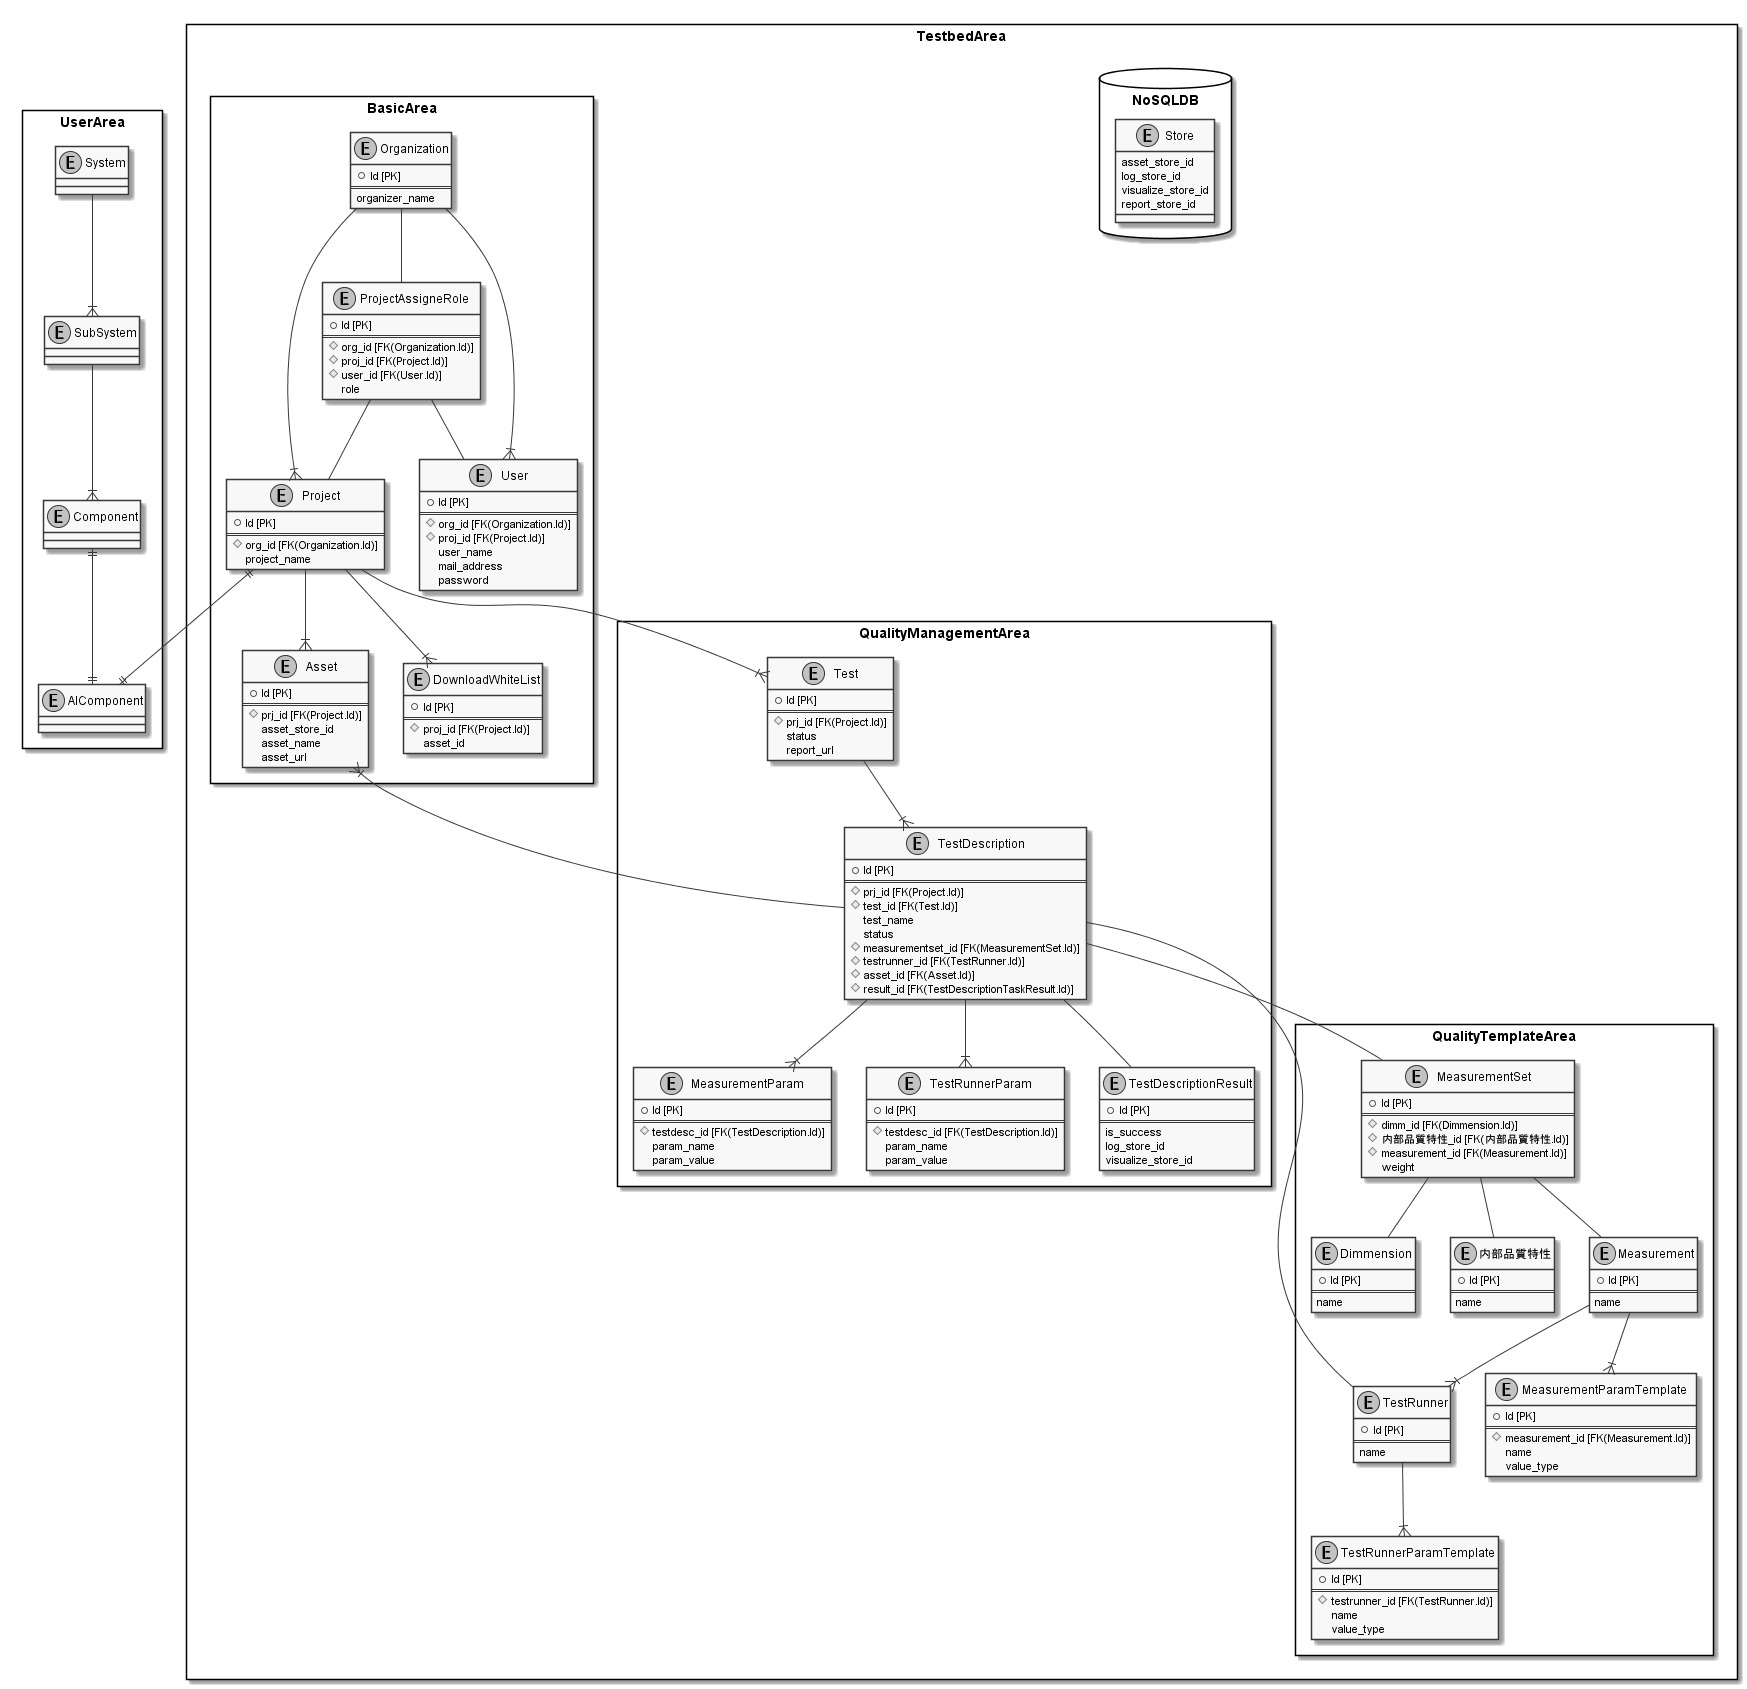 TestbedArea
UserArea
E System
E SubSystem
E Component
E AIComponent
BasicArea
E Organization
Id [PK]
organizer_name
E ProjectAssigneRole
Id [PK]
org_id [FK(Organization.Id)]
proj_id [FK(Project.Id)]
user_id [FK(User.Id)]
role
E Project
Id [PK]
org_id [FK(Organization.Id)]
project_name
E User
Id [PK]
org_id [FK(Organization.Id)]
proj_id [FK(Project.Id)]
user_name
mail_address
password
E Asset
Id [PK]
prj_id [FK(Project.Id)]
asset_store_id
asset_name
asset_url
E DownloadWhiteList
Id [PK]
proj_id [FK(Project.Id)]
asset_id
NoSQLDB
E Store
asset_store_id
log_store_id
visualize_store_id
report_store_id
QualityManagementArea
E Test
Id [PK]
prj_id [FK(Project.Id)]
status
report_url
E TestDescription
Id [PK]
prj_id [FK(Project.Id)]
test_id [FK(Test.Id)]
test_name
status
measurementset_id [FK(MeasurementSet.Id)]
testrunner_id [FK(TestRunner.Id)]
asset_id [FK(Asset.Id)]
result_id [FK(TestDescriptionTaskResult.Id)]
E MeasurementParam
Id [PK]
testdesc_id [FK(TestDescription.Id)]
param_name
param_value
E TestRunnerParam
Id [PK]
testdesc_id [FK(TestDescription.Id)]
param_name
param_value
E TestDescriptionResult
Id [PK]
is_success
log_store_id
visualize_store_id
QualityTemplateArea
E MeasurementSet
Id [PK]
dimm_id [FK(Dimmension.Id)]
内部品質特性_id [FK(内部品質特性.Id)]
measurement_id [FK(Measurement.Id)]
weight
E Dimmension
Id [PK]
name
E 内部品質特性
Id [PK]
name
E Measurement
Id [PK]
name
E TestRunner
Id [PK]
name
E MeasurementParamTemplate
Id [PK]
measurement_id [FK(Measurement.Id)]
name
value_type
E TestRunnerParamTemplate
Id [PK]
testrunner_id [FK(TestRunner.Id)]
name
value_type